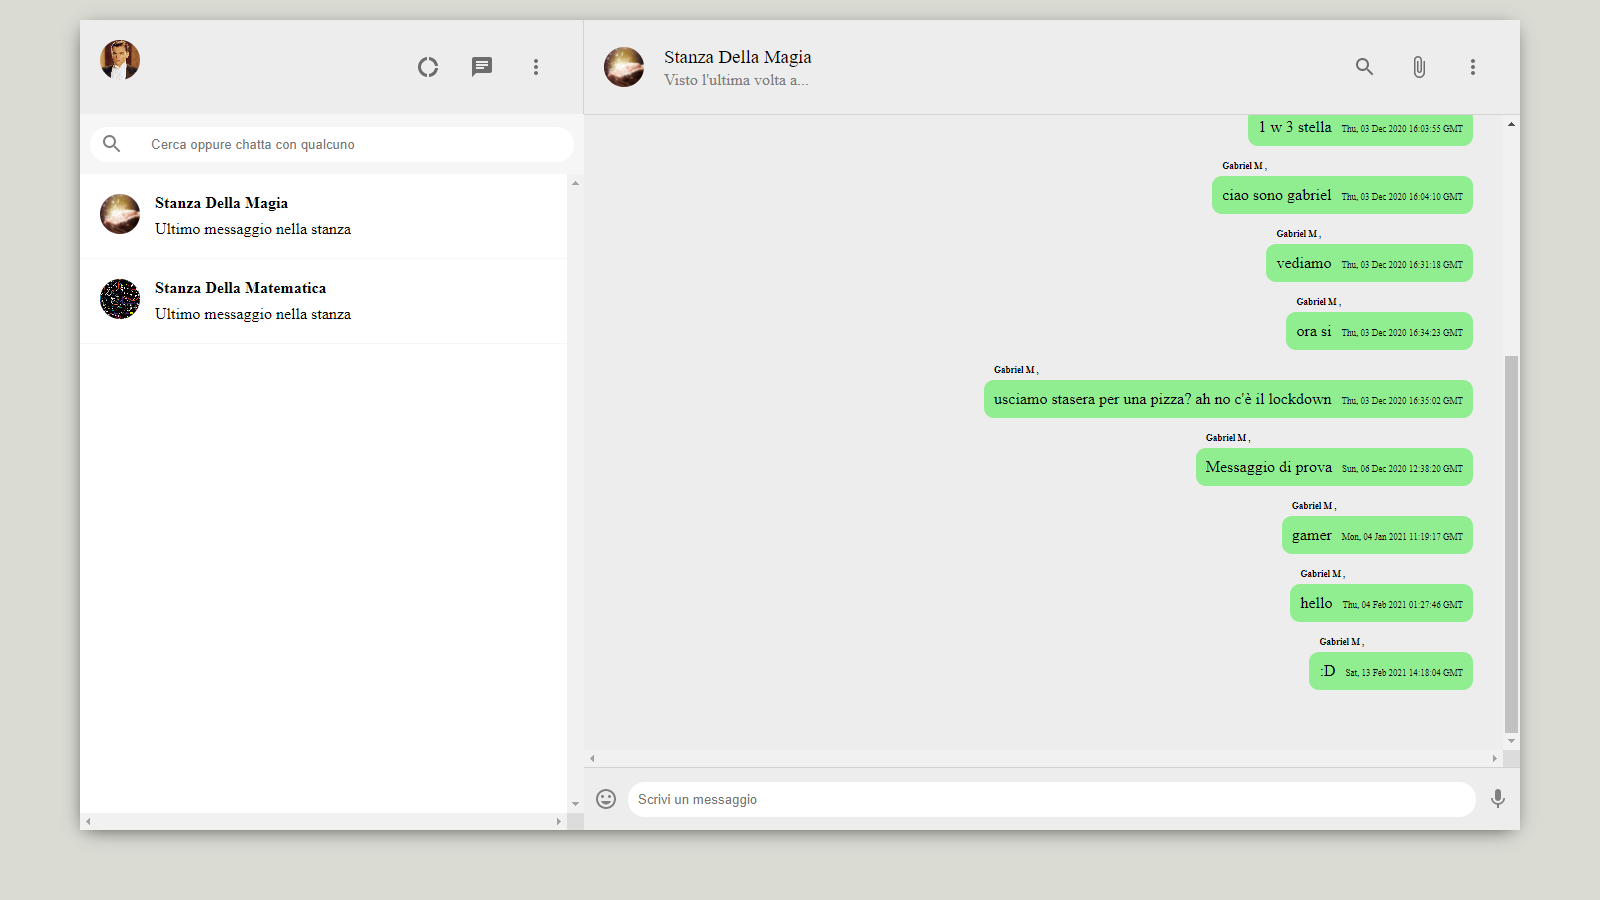 Stanza Della Magia
Visto l'ultima volta a...
Cerca oppure chatta con qualcuno
Stanza Della Magia
Ultimo messaggio nella stanza
Stanza Della Matematica
Ultimo messaggio nella stanza
1 w 3 stella Thu, 03 Dec 2020 16:03:55 GMT
Gabriel M ,
ciao sono gabriel Thu, 03 Dec 2020 16:04:10 GMT
Gabriel M ,
vediamo Thu, 03 Dec 2020 16:31:18 GMT
Gabriel M ,
ora si Thu, 03 Dec 2020 16:34:23 GMT
Gabriel M ,
usciamo stasera per una pizza? ah no c'è il lockdown Thu, 03 Dec 2020 16:35:02 GMT
Gabriel M ,
Messaggio di prova Sun, 06 Dec 2020 12:38:20 GMT
Gabriel M ,
gamer Mon, 04 Jan 2021 11:19:17 GMT
Gabriel M ,
hello Thu, 04 Feb 2021 01:27:46 GMT
Gabriel M ,
:D Sat, 13 Feb 2021 14:18:04 GMT
Scrivi un messaggio